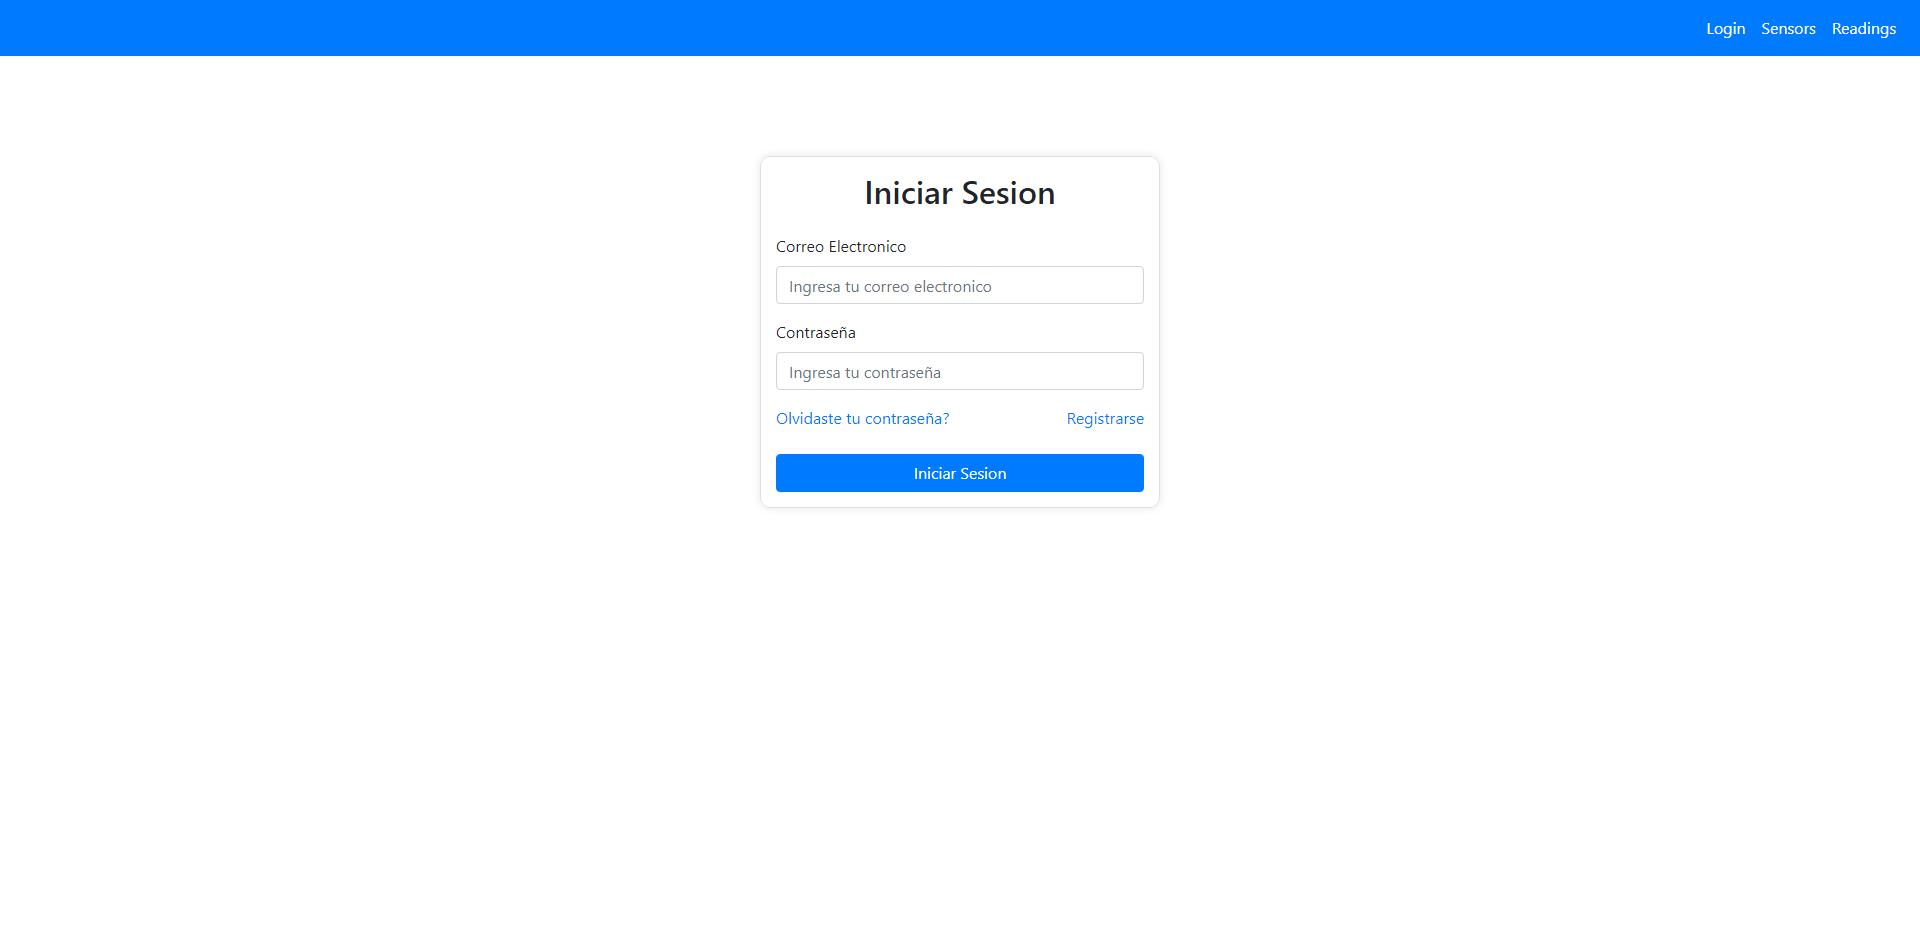 Login Sensors Readings
Iniciar Sesion
Correo Electronico
Ingresa tu correo electronico
Contraseña
Ingresa tu contraseña
Olvidaste tu contraseña? Registrarse
Iniciar Sesion